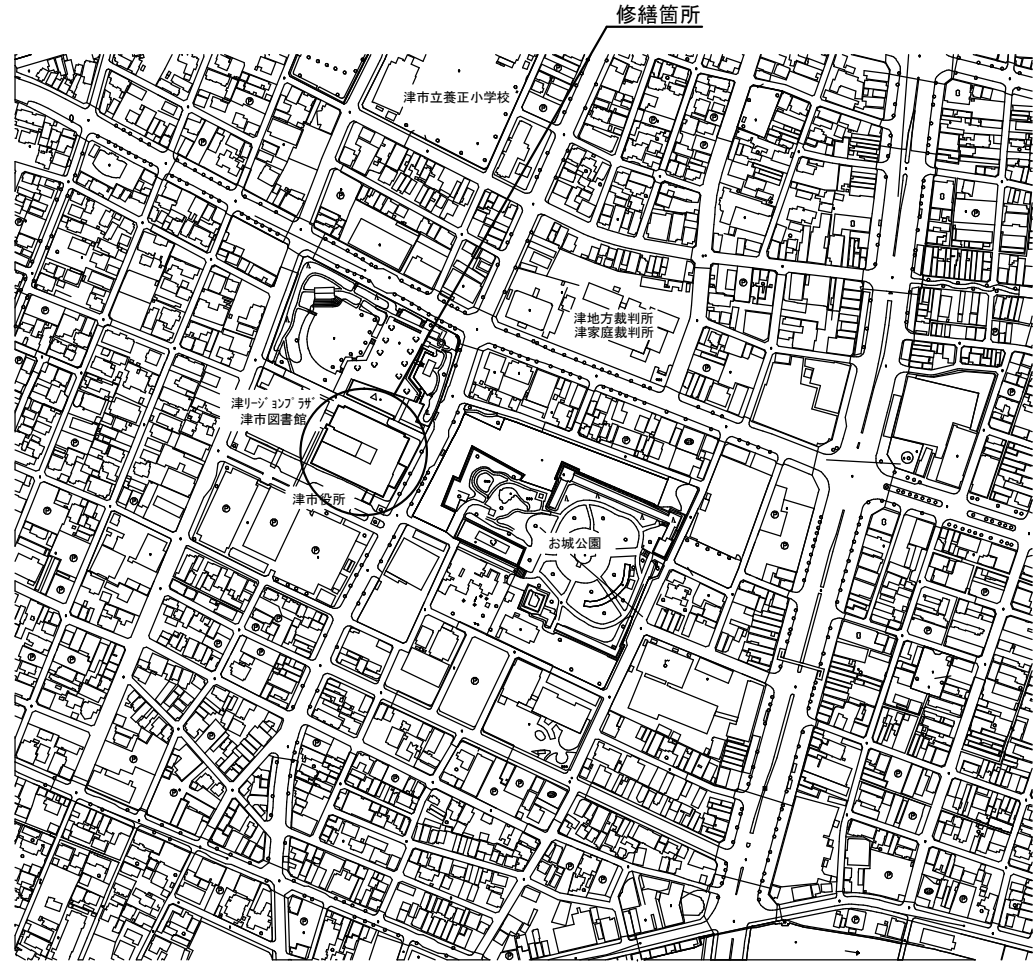 修繕箇所
津市立養正小学校
津地方裁判所
津家庭裁判所
津リージョンプラザ
津市図書館
津市役所
お城公園